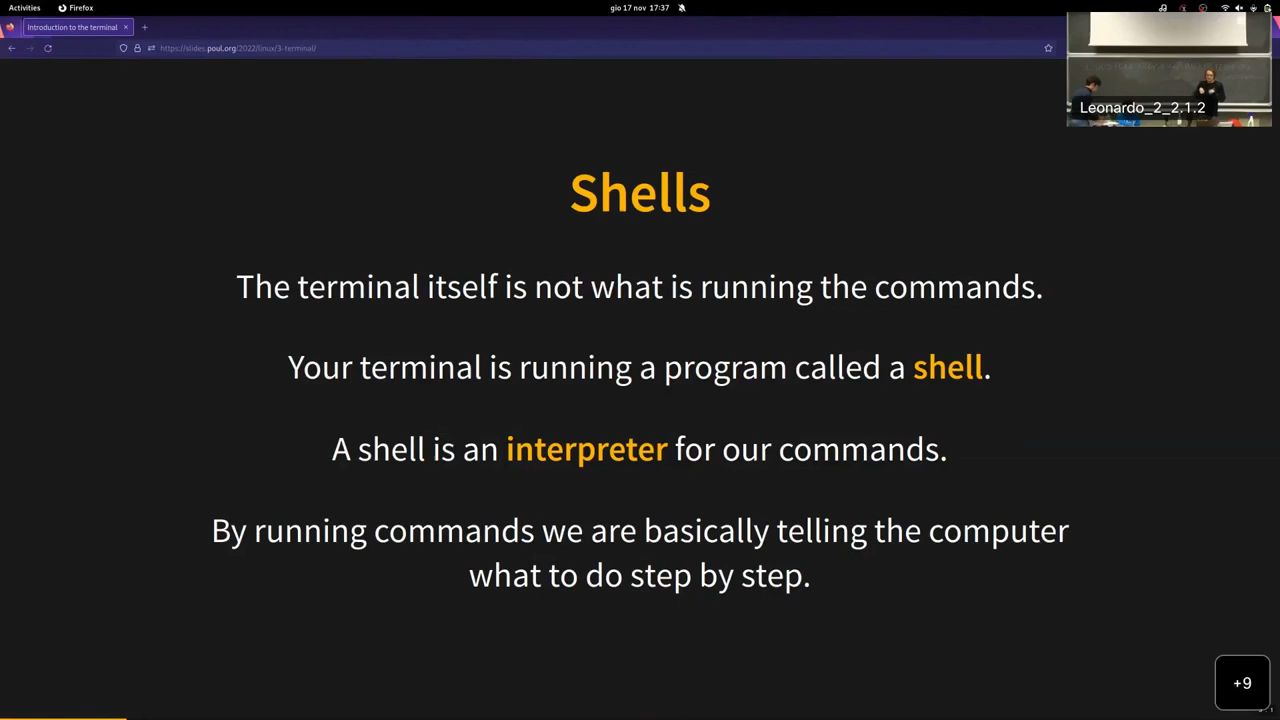 Activities
Firefox
gio 17 nov 17:37
Introduction to the terminal
https://slides.poul.org/2022/linux/3-terminal/
Leonardo_2_2.1.2
Shells
The terminal itself is not what is running the commands.
Your terminal is running a program called a shell.
A shell is an interpreter for our commands.
By running commands we are basically telling the computer
what to do step by step.
+9